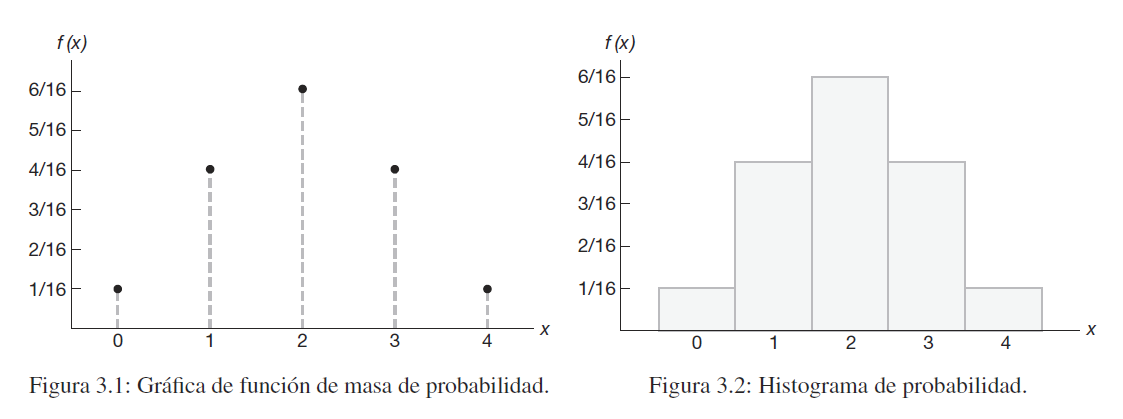 f (x)
6/16
5/16
4/16
3/16
2/16
1/16
0 1 2 3 4 x
Figura 3.1: Gráfica de función de masa de probabilidad.
f (x)
6/16
5/16
4/16
3/16
2/16
1/16
0 1 2 3 4 x
Figura 3.2: Histograma de probabilidad.